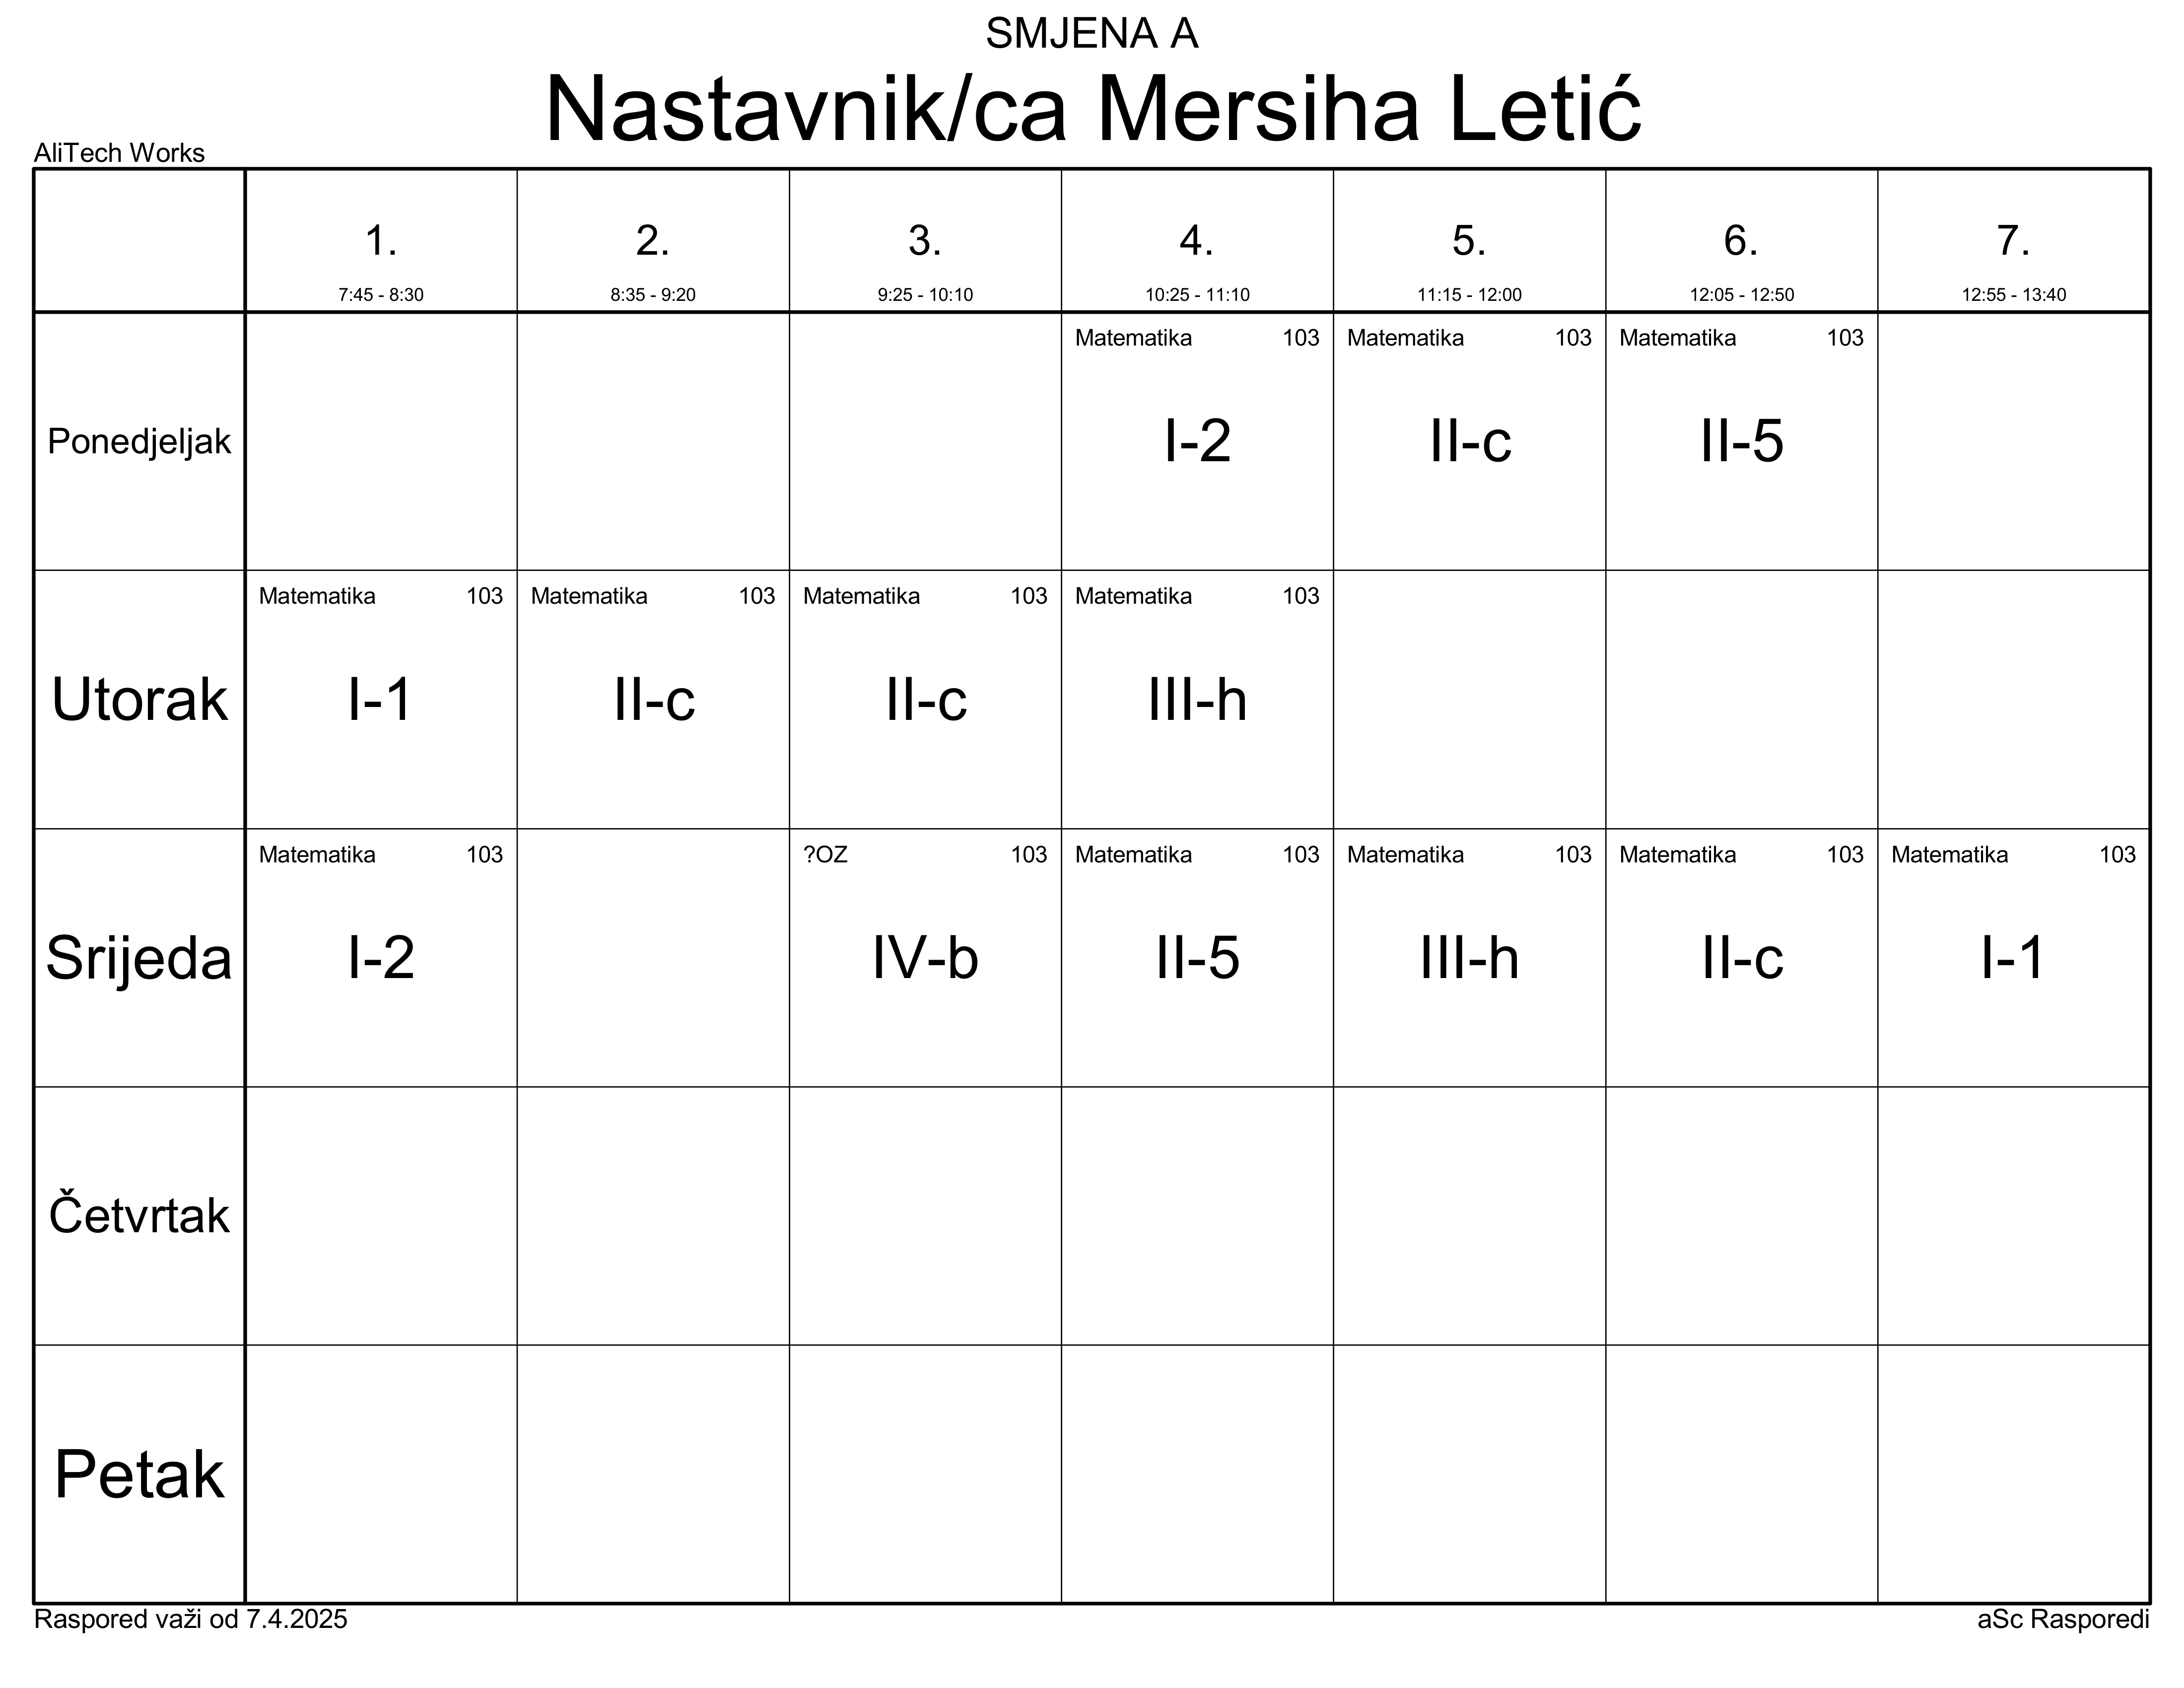 SMJENA A
Nastavnik/ca Mersiha Letić
AliTech Works
1. 2. 3. 4. 5. 6. 7.
7:45 - 8:30 8:35 - 9:20 9:25 - 10:10 10:25 - 11:10 11:15 - 12:00 12:05 - 12:50 12:55 - 13:40
Matematika 103 Matematika 103 Matematika 103
Ponedjeljak I-2 II-c II-5
Matematika 103 Matematika 103 Matematika 103 Matematika 103
Utorak I-1 II-c II-c III-h
Matematika 103 ?OZ 103 Matematika 103 Matematika 103 Matematika 103 Matematika 103
Srijeda I-2 IV-b II-5 III-h II-c I-1
Četvrtak
Petak
Raspored važi od 7.4.2025 aSc Rasporedi